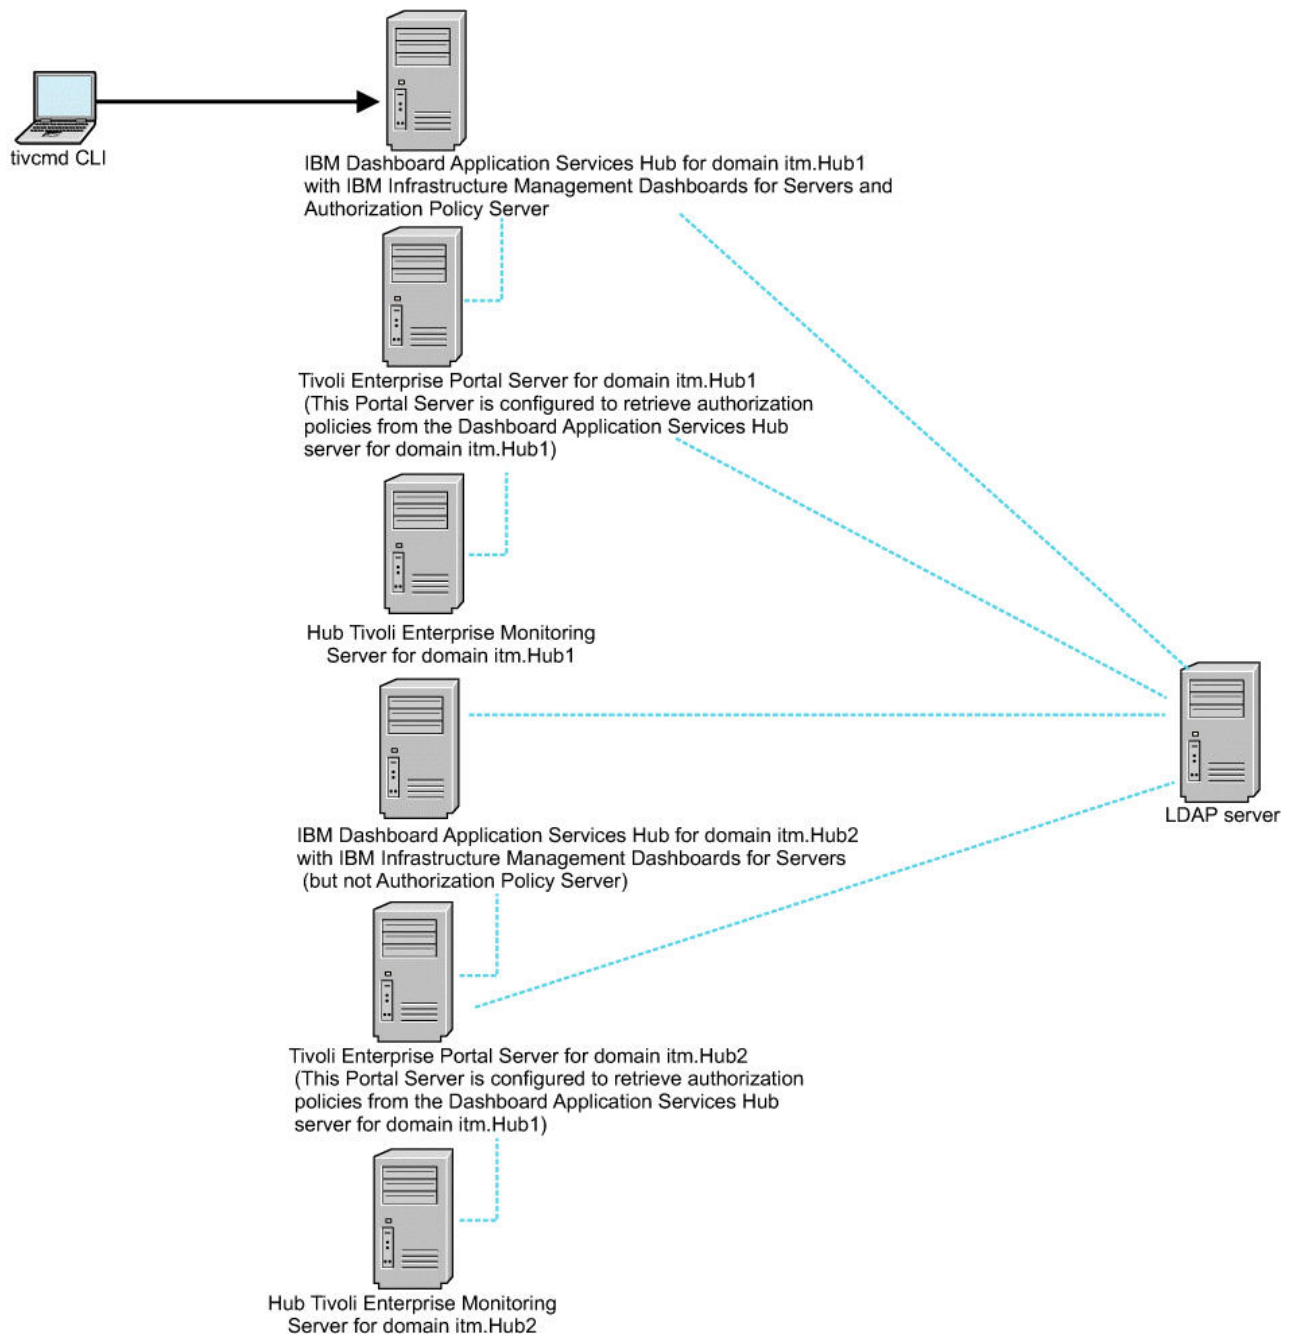 tivcmd CLI
IBM Dashboard Application Services Hub for domain itm.Hub1
with IBM Infrastructure Management Dashboards for Servers and
Authorization Policy Server
Tivoli Enterprise Portal Server for domain itm.Hub1
(This Portal Server is configured to retrieve authorization
policies from the Dashboard Application Services Hub
server for domain itm.Hub1)
Hub Tivoli Enterprise Monitoring
Server for domain itm.Hub1
LDAP server
IBM Dashboard Application Services Hub for domain itm.Hub2
with IBM Infrastructure Management Dashboards for Servers
(but not Authorization Policy Server)
Tivoli Enterprise Portal Server for domain itm.Hub2
(This Portal Server is configured to retrieve authorization
policies from the Dashboard Application Services Hub
server for domain itm.Hub1)
Hub Tivoli Enterprise Monitoring
Server for domain itm.Hub2